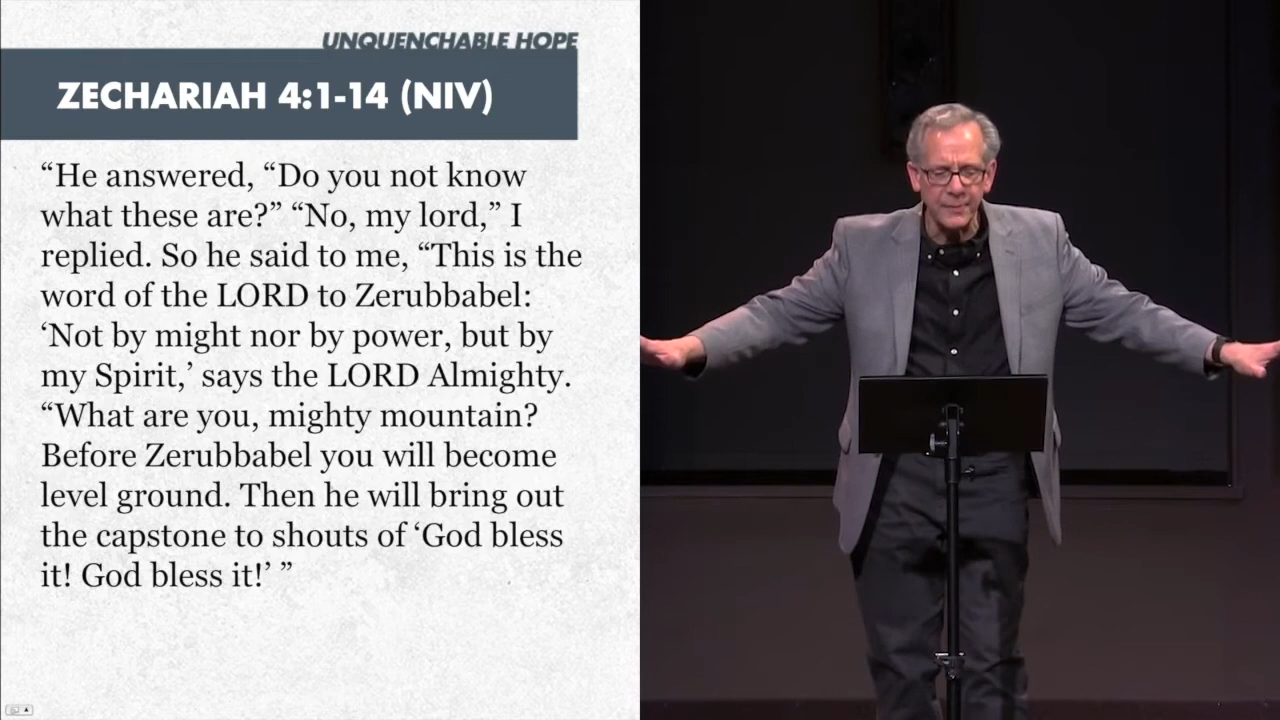 UNQUENCHABLE HOPE
ZECHARIAH 4:1-14 (NIV)
“He answered, “Do you not know
what these are?” “No, my lord,” I
replied. So he said to me, “This is the
word of the LORD to Zerubbabel:
‘Not by might nor by power, but by
my Spirit,’ says the LORD Almighty.
“What are you, mighty mountain?
Before Zerubbabel you will become
level ground. Then he will bring out
the capstone to shouts of ‘God bless
it! God bless it!’ ”